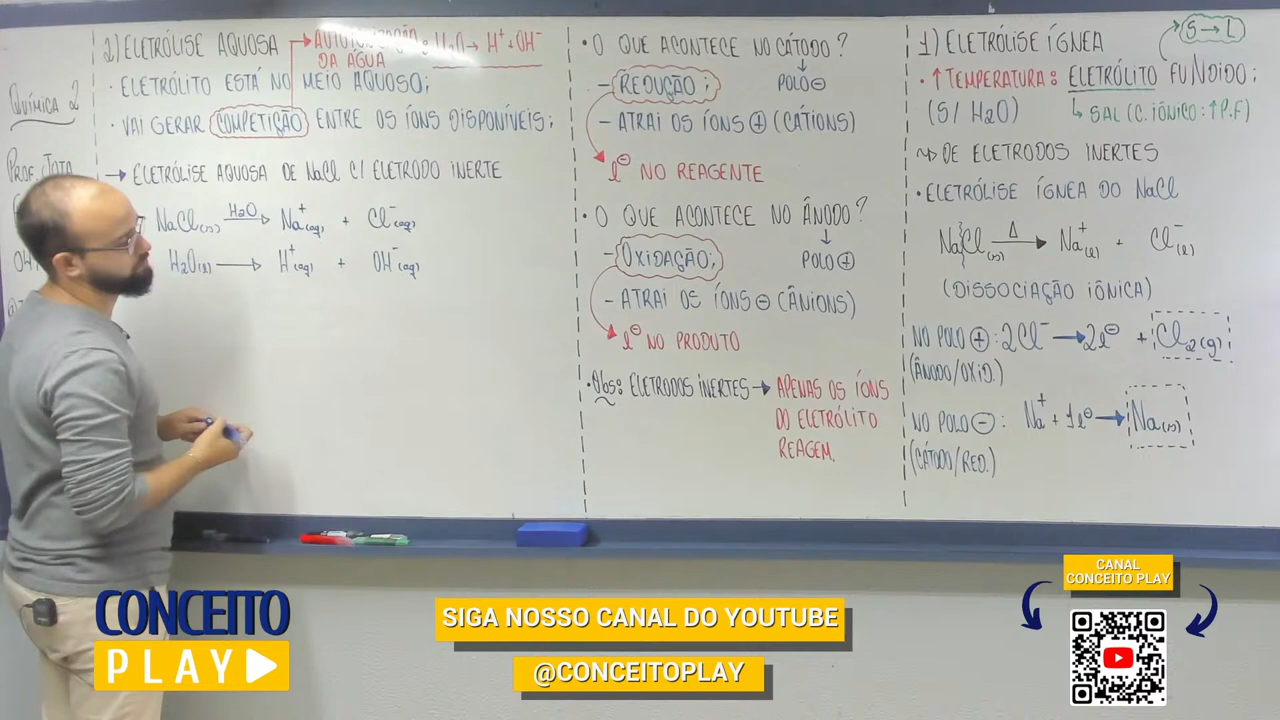 QUÍMICA 2
PROF. JOTA
2) ELETRÓLISE AQUOSA
AUTOIONIZAÇÃO: H2O → H+ + OH-
DA ÁGUA
• ELETRÓLITO ESTÁ NO MEIO AQUOSO;
• VAI GERAR COMPETIÇÃO ENTRE OS ÍONS DISPONÍVEIS;
→ ELETRÓLISE AQUOSA DE NaCl C/ ELETRODO INERTE
NaCl(s) H2O → Na+(aq) + Cl-(aq)
H2O(l) → H+(aq) + OH-(aq)
• O QUE ACONTECE NO CÁTODO?
↓
POLO ⊖
- REDUÇÃO;
- ATRAI OS ÍONS ⊕ (CÁTIONS)
e⊖ NO REAGENTE
• O QUE ACONTECE NO ÂNODO?
↓
POLO ⊕
- OXIDAÇÃO;
- ATRAI OS ÍONS ⊖ (ÂNIONS)
e⊖ NO PRODUTO
• Obs: ELETRODOS INERTES → APENAS OS ÍONS
DO ELETRÓLITO
REAGEM.
S → L
1) ELETRÓLISE ÍGNEA
• ↑ TEMPERATURA: ELETRÓLITO FUNDIDO;
(S/ H2O)
↳ SAL (C. IÔNICO: ↑ P.F)
⇝ DE ELETRODOS INERTES
• ELETRÓLISE ÍGNEA DO NaCl
NaCl(s) Δ → Na+(l) + Cl-(l)
(DISSOCIAÇÃO IÔNICA)
NO POLO ⊕: 2Cl- → 2e⊖ + Cl2(g)
(ÂNODO/OXID.)
NO POLO ⊖: Na+ + 1e⊖ → Na(s)
(CÁTODO/RED.)
CONCEITO
PLAY
SIGA NOSSO CANAL DO YOUTUBE
@CONCEITOPLAY
CANAL
CONCEITO PLAY